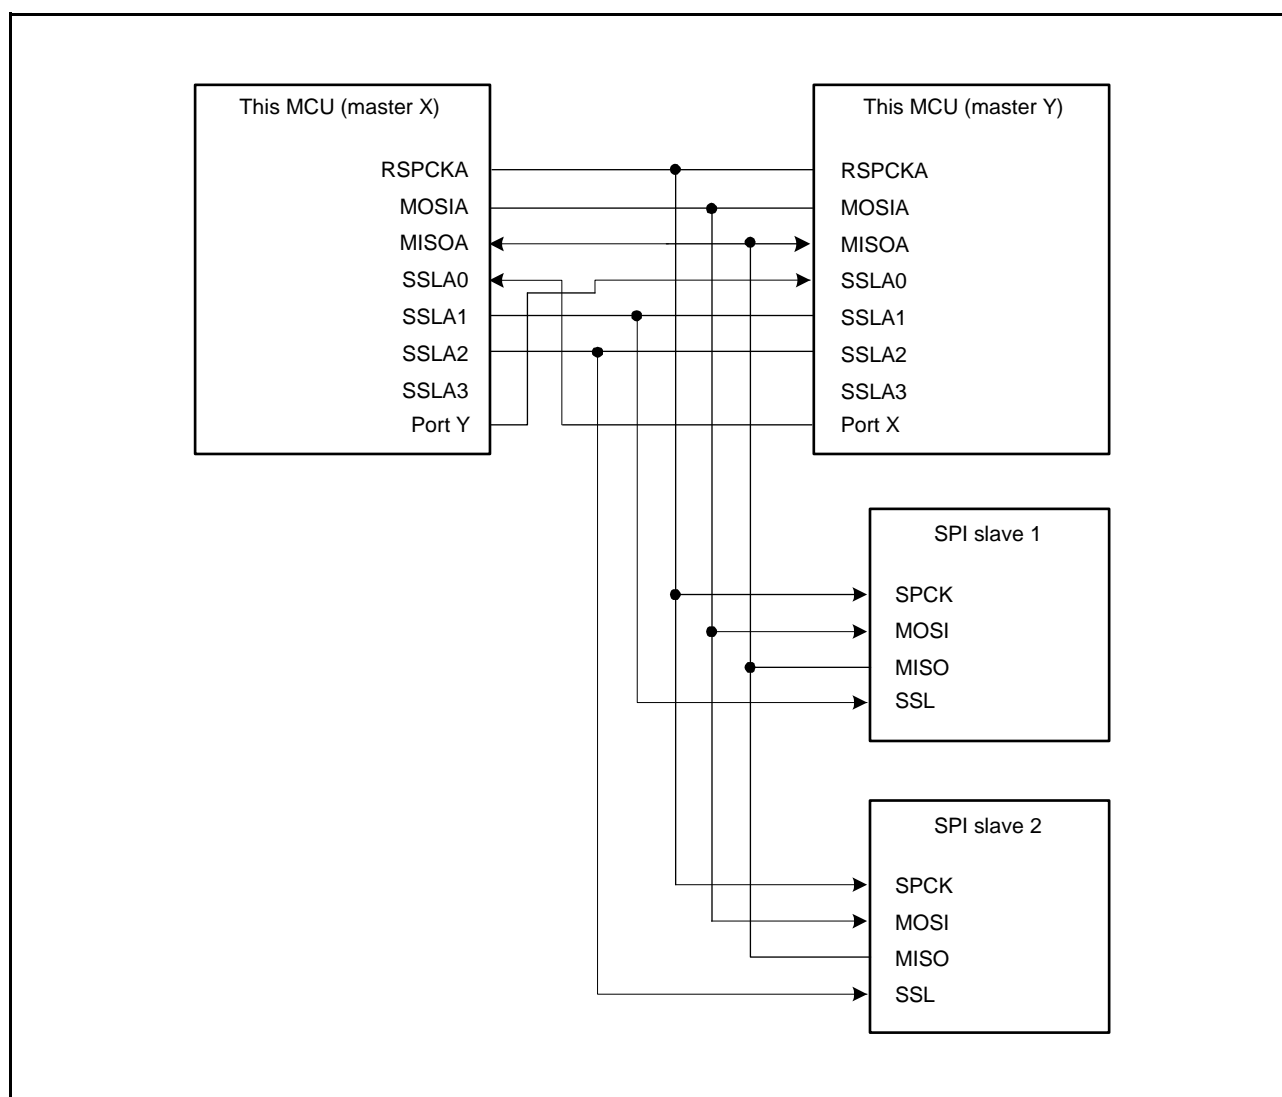 This MCU (master X)
RSPCKA
MOSIA
MISOA
SSLA0
SSLA1
SSLA2
SSLA3
Port Y
This MCU (master Y)
RSPCKA
MOSIA
MISOA
SSLA0
SSLA1
SSLA2
SSLA3
Port X
SPI slave 1
SPCK
MOSI
MISO
SSL
SPI slave 2
SPCK
MOSI
MISO
SSL